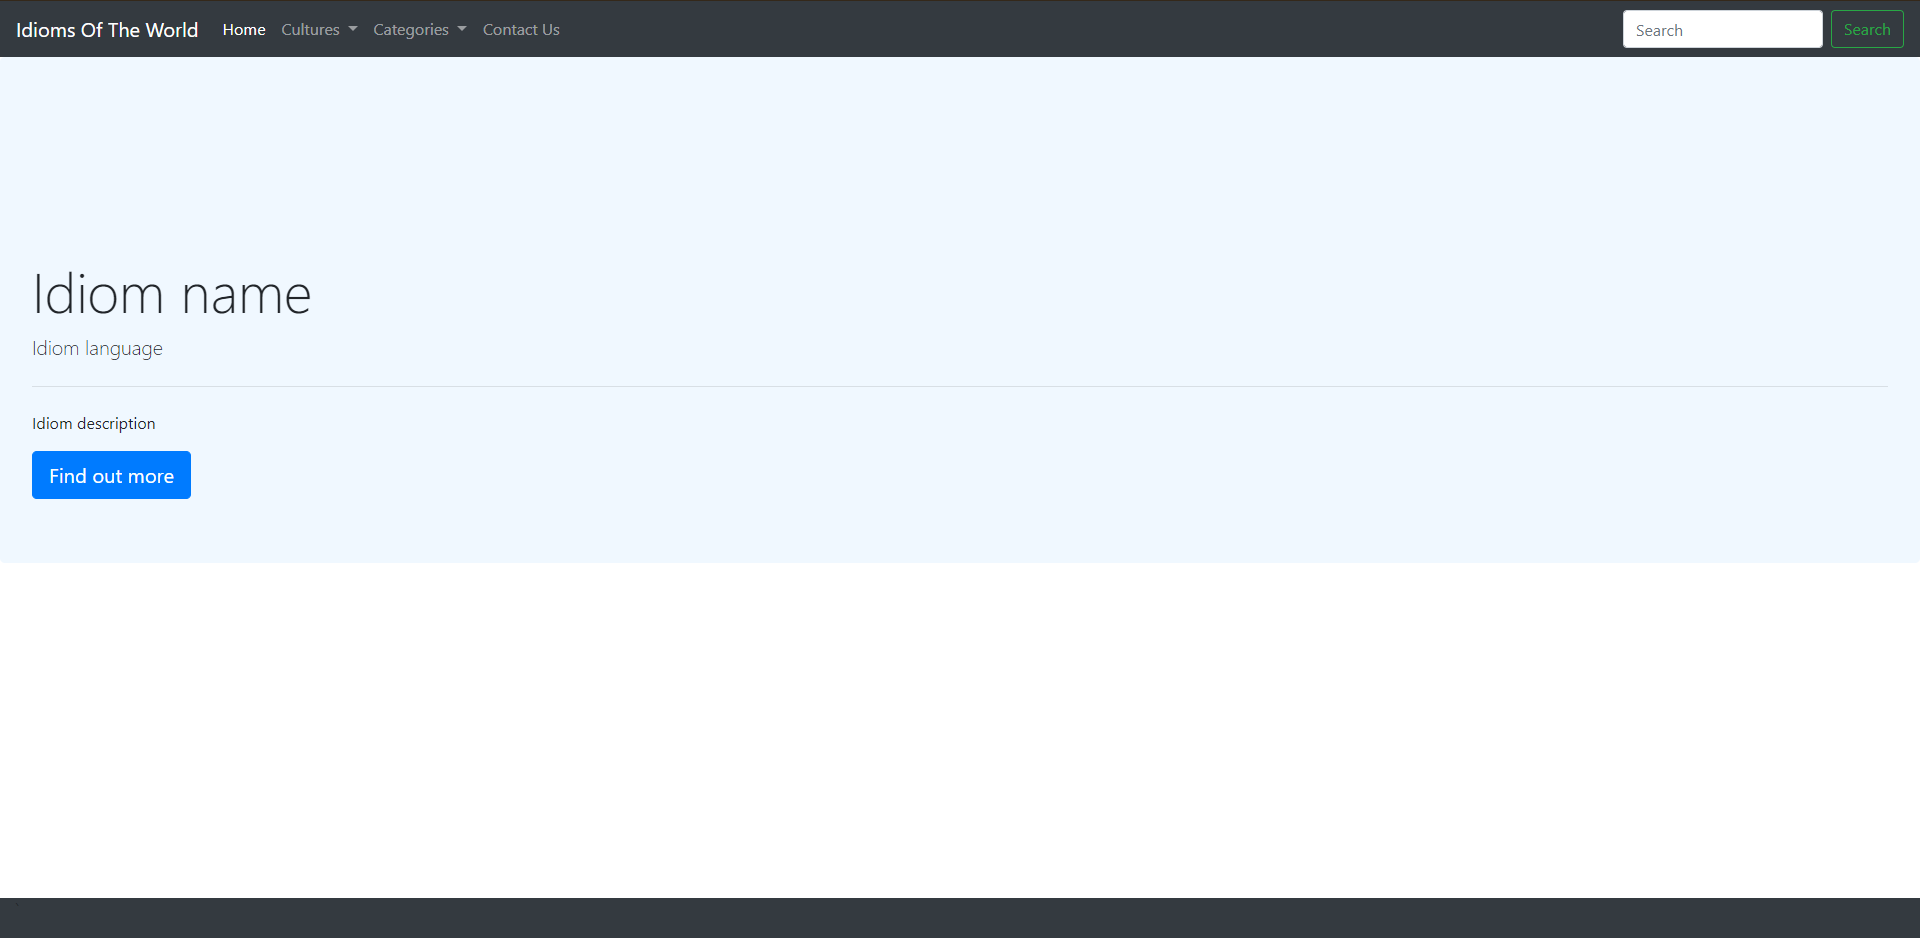 Idioms Of The World Home Cultures Categories Contact Us Search Search
Idiom name
Idiom language
Idiom description
Find out more